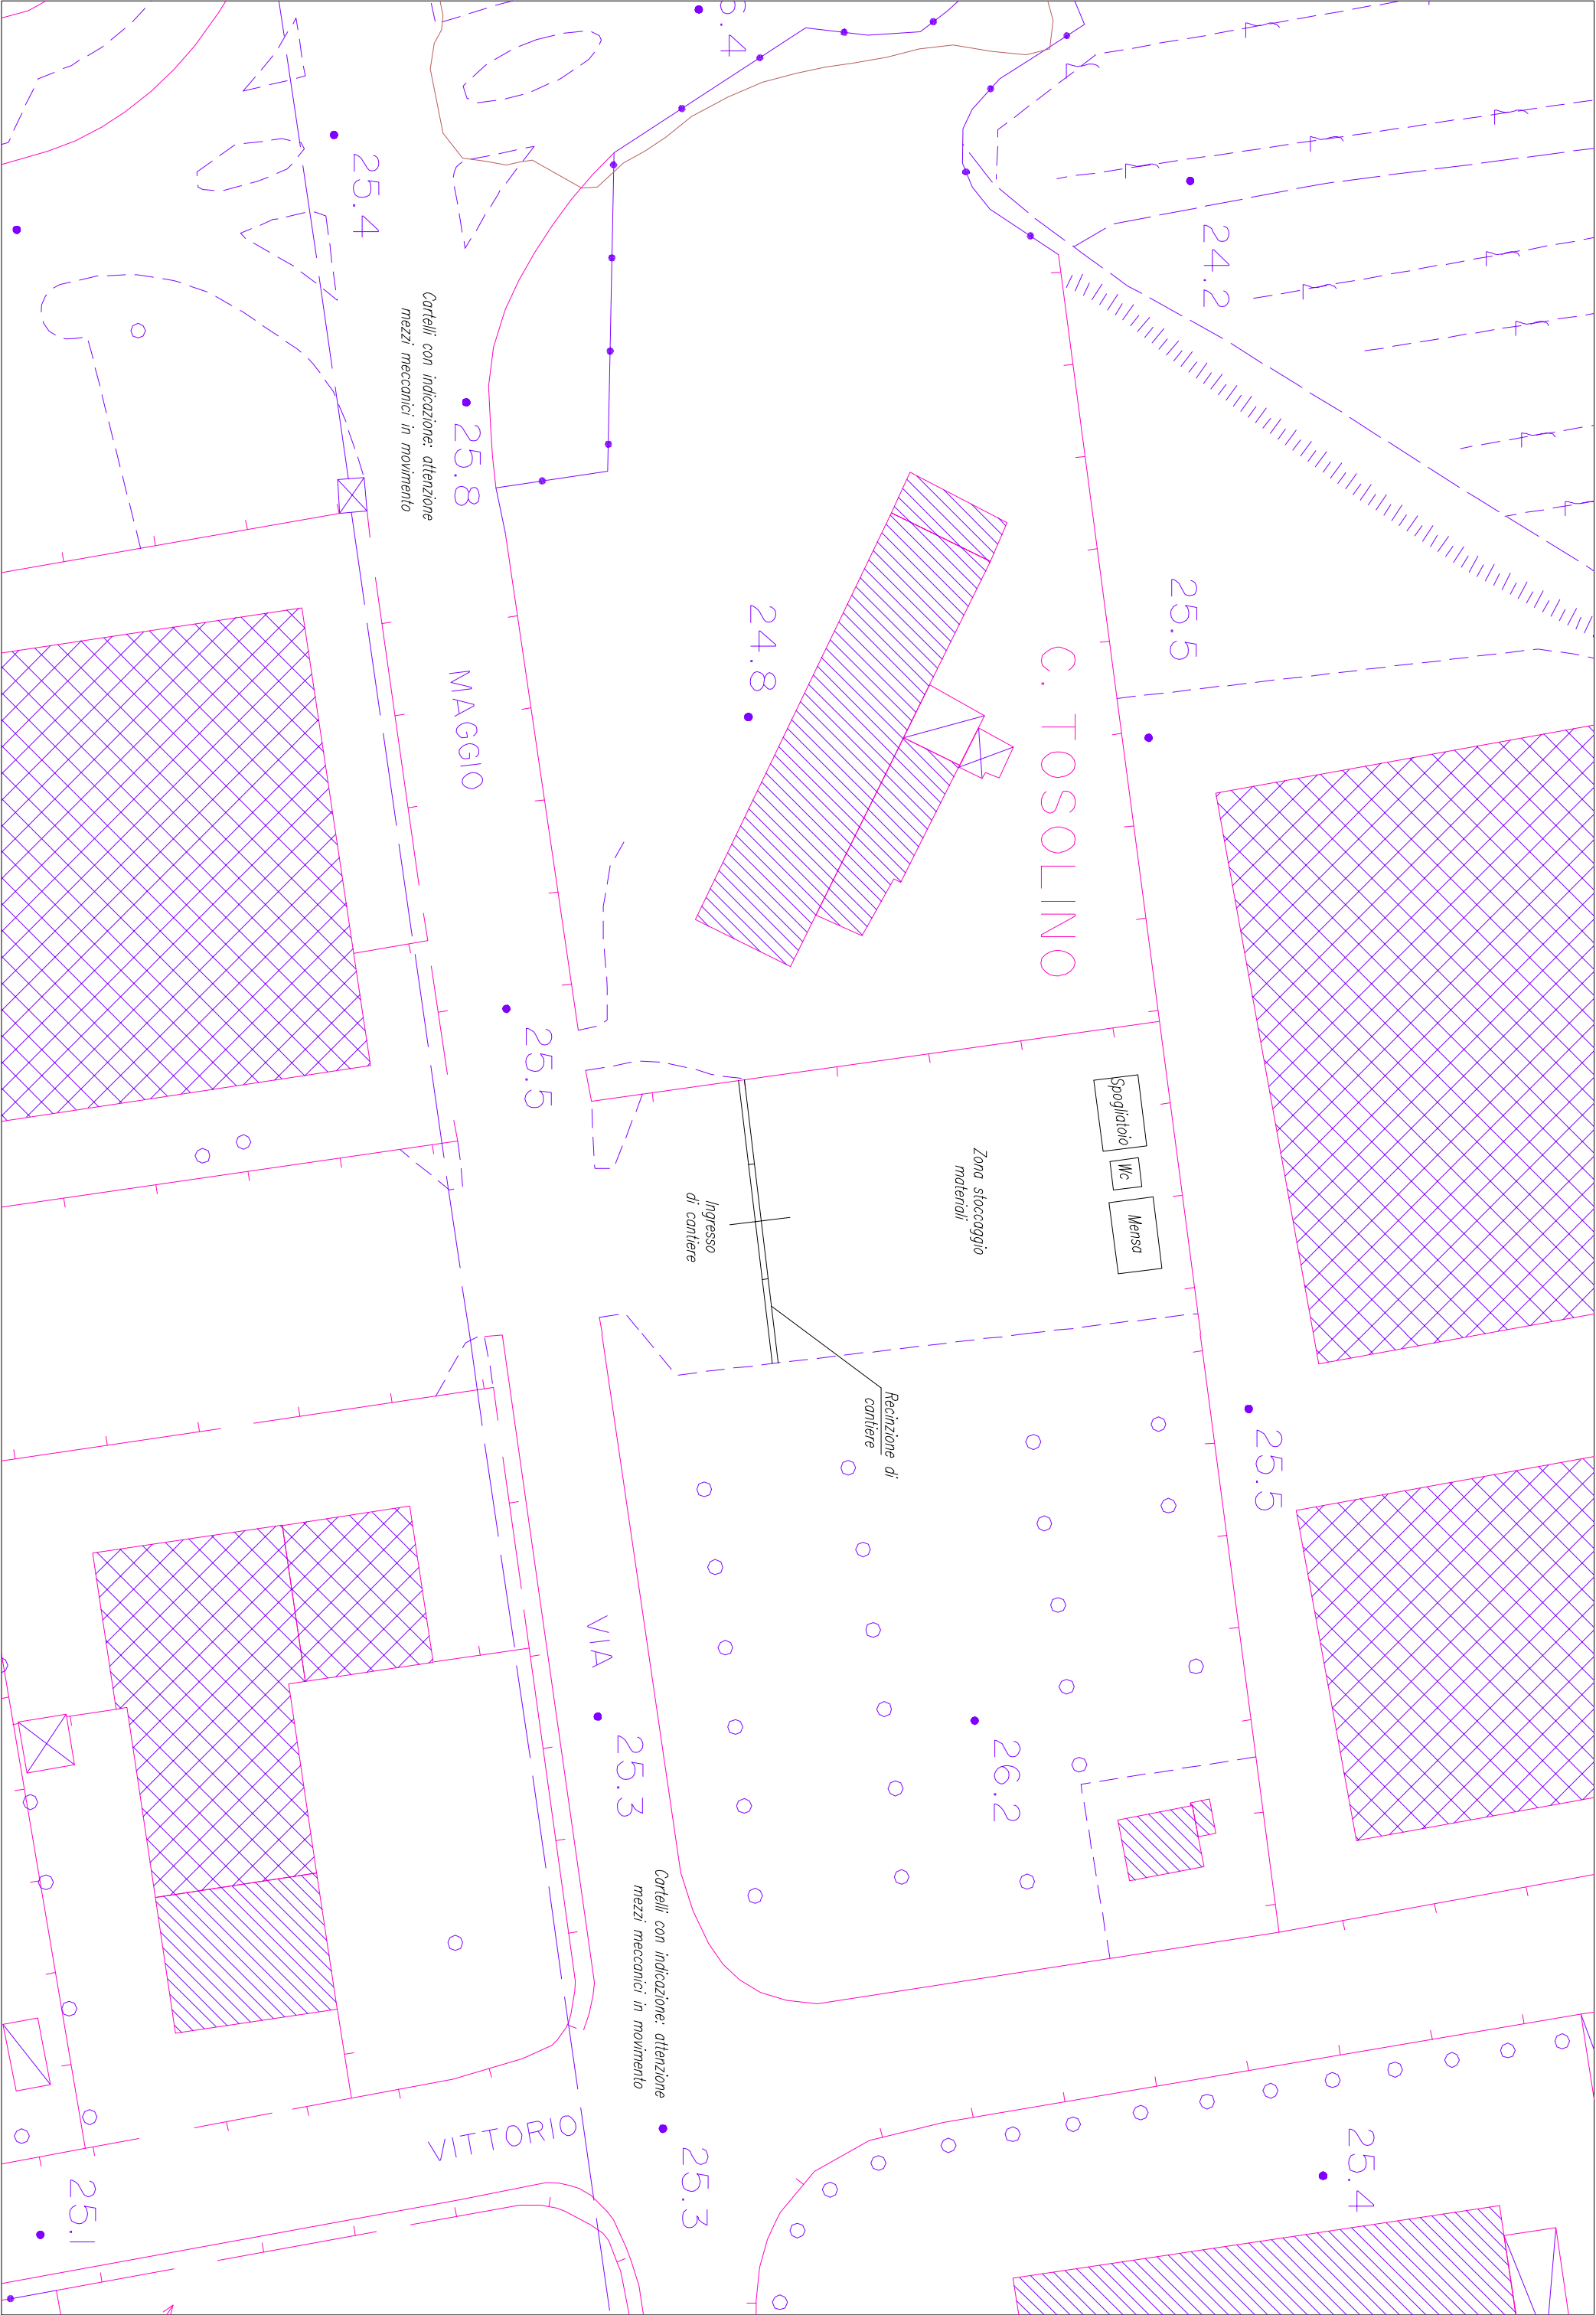 5.4
25.4
24.2
Cartelli con indicazione: attenzione
mezzi meccanici in movimento
25.8
25.5
24.8
C. TOSOLINO
MAGGIO
25.5
Spogliatoio
Wc
Mensa
Zona stoccaggio
materiali
Ingresso
di cantiere
Recinzione di
cantiere
25.5
VIA
25.3
26.2
Cartelli con indicazione: attenzione
mezzi meccanici in movimento
VITTORIO
25.3
25.4
25.1